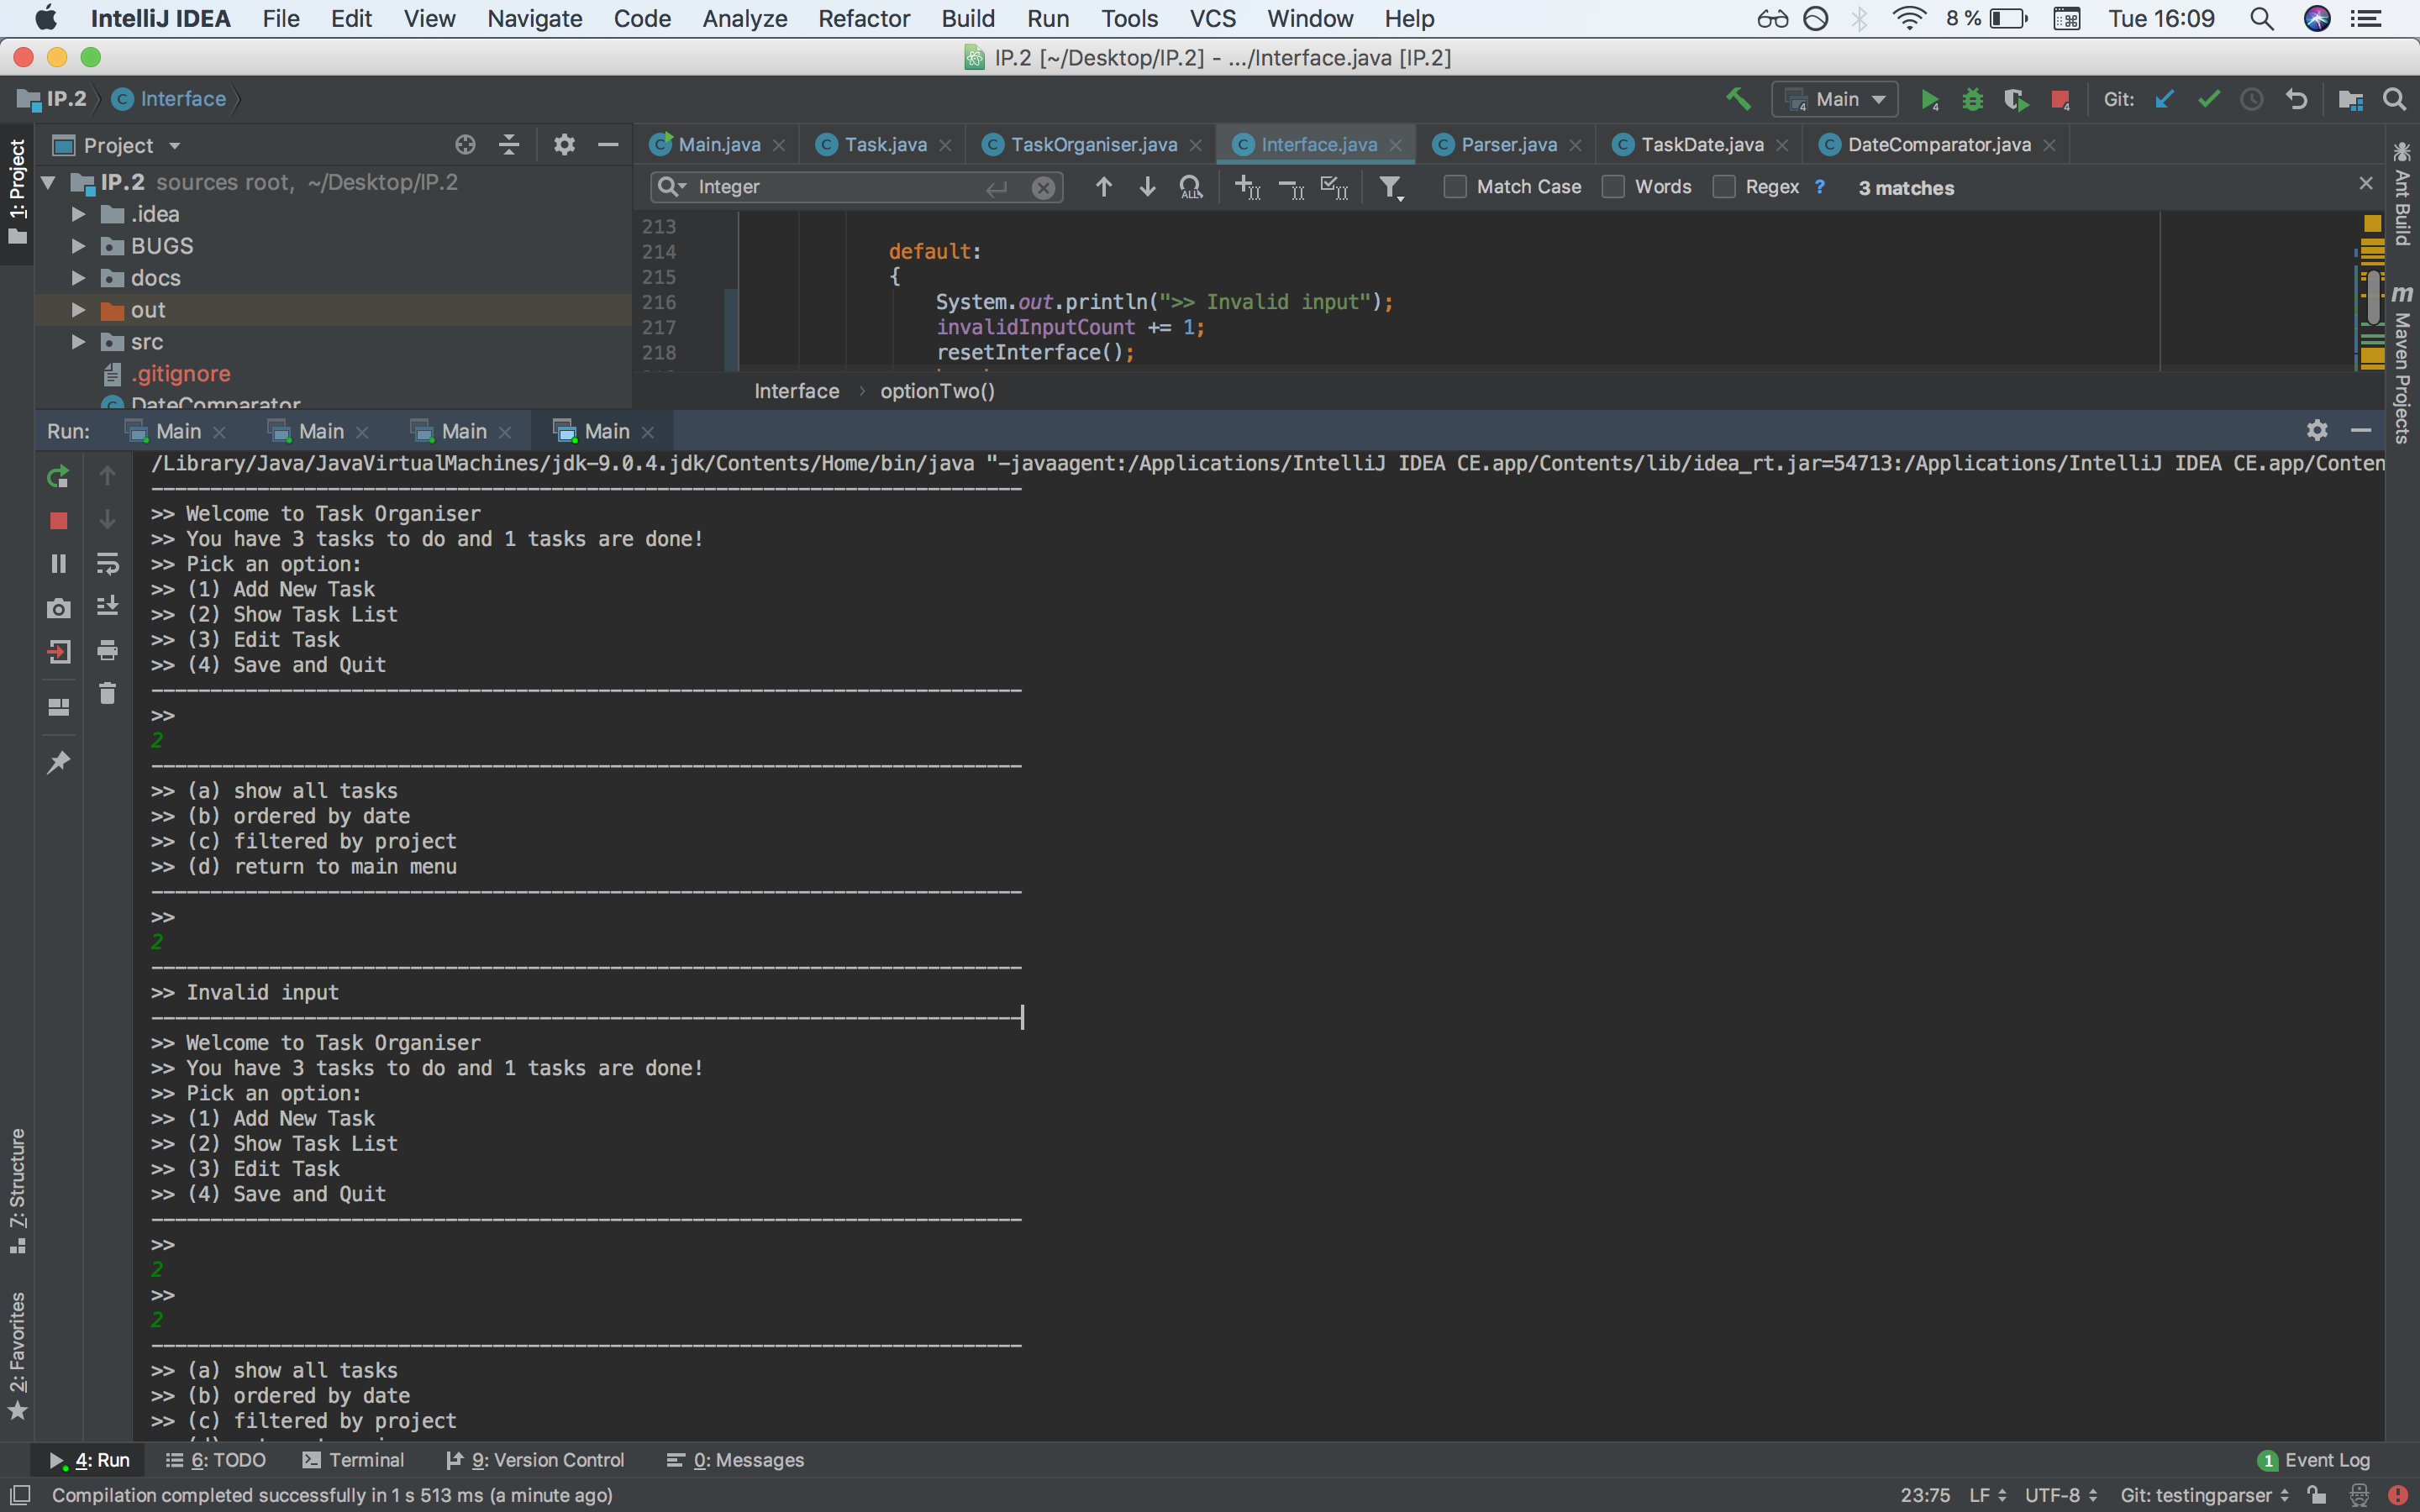 IntelliJ IDEA File Edit View Navigate Code Analyze Refactor Build Run Tools VCS Window Help 8 % Tue 16:09
IP.2 [~/Desktop/IP.2] - .../Interface.java [IP.2]
IP.2 Interface Main Git:
1: Project
Project
Main.java Task.java TaskOrganiser.java Interface.java Parser.java TaskDate.java DateComparator.java
IP.2 sources root, ~/Desktop/IP.2
.idea
BUGS
docs
out
src
.gitignore
DateComparator
Integer Match Case Words Regex ? 3 matches
213
214 default:
215 {
216 System.out.println(">> Invalid input");
217 invalidInputCount += 1;
218 resetInterface();
Interface › optionTwo()
Ant Build
Maven Projects
Run: Main Main Main Main
/Library/Java/JavaVirtualMachines/jdk-9.0.4.jdk/Contents/Home/bin/java "-javaagent:/Applications/IntelliJ IDEA CE.app/Contents/lib/idea_rt.jar=54713:/Applications/IntelliJ IDEA CE.app/Conten
--------------------------------------------------------------------------
>> Welcome to Task Organiser
>> You have 3 tasks to do and 1 tasks are done!
>> Pick an option:
>> (1) Add New Task
>> (2) Show Task List
>> (3) Edit Task
>> (4) Save and Quit
--------------------------------------------------------------------------
>>
2
--------------------------------------------------------------------------
>> (a) show all tasks
>> (b) ordered by date
>> (c) filtered by project
>> (d) return to main menu
--------------------------------------------------------------------------
>>
2
--------------------------------------------------------------------------
>> Invalid input
--------------------------------------------------------------------------
>> Welcome to Task Organiser
>> You have 3 tasks to do and 1 tasks are done!
>> Pick an option:
>> (1) Add New Task
>> (2) Show Task List
>> (3) Edit Task
>> (4) Save and Quit
--------------------------------------------------------------------------
>>
2
>>
2
--------------------------------------------------------------------------
>> (a) show all tasks
>> (b) ordered by date
>> (c) filtered by project
7: Structure
2: Favorites
4: Run 6: TODO Terminal 9: Version Control 0: Messages 1 Event Log
Compilation completed successfully in 1 s 513 ms (a minute ago) 23:75 LF UTF-8 Git: testingparser